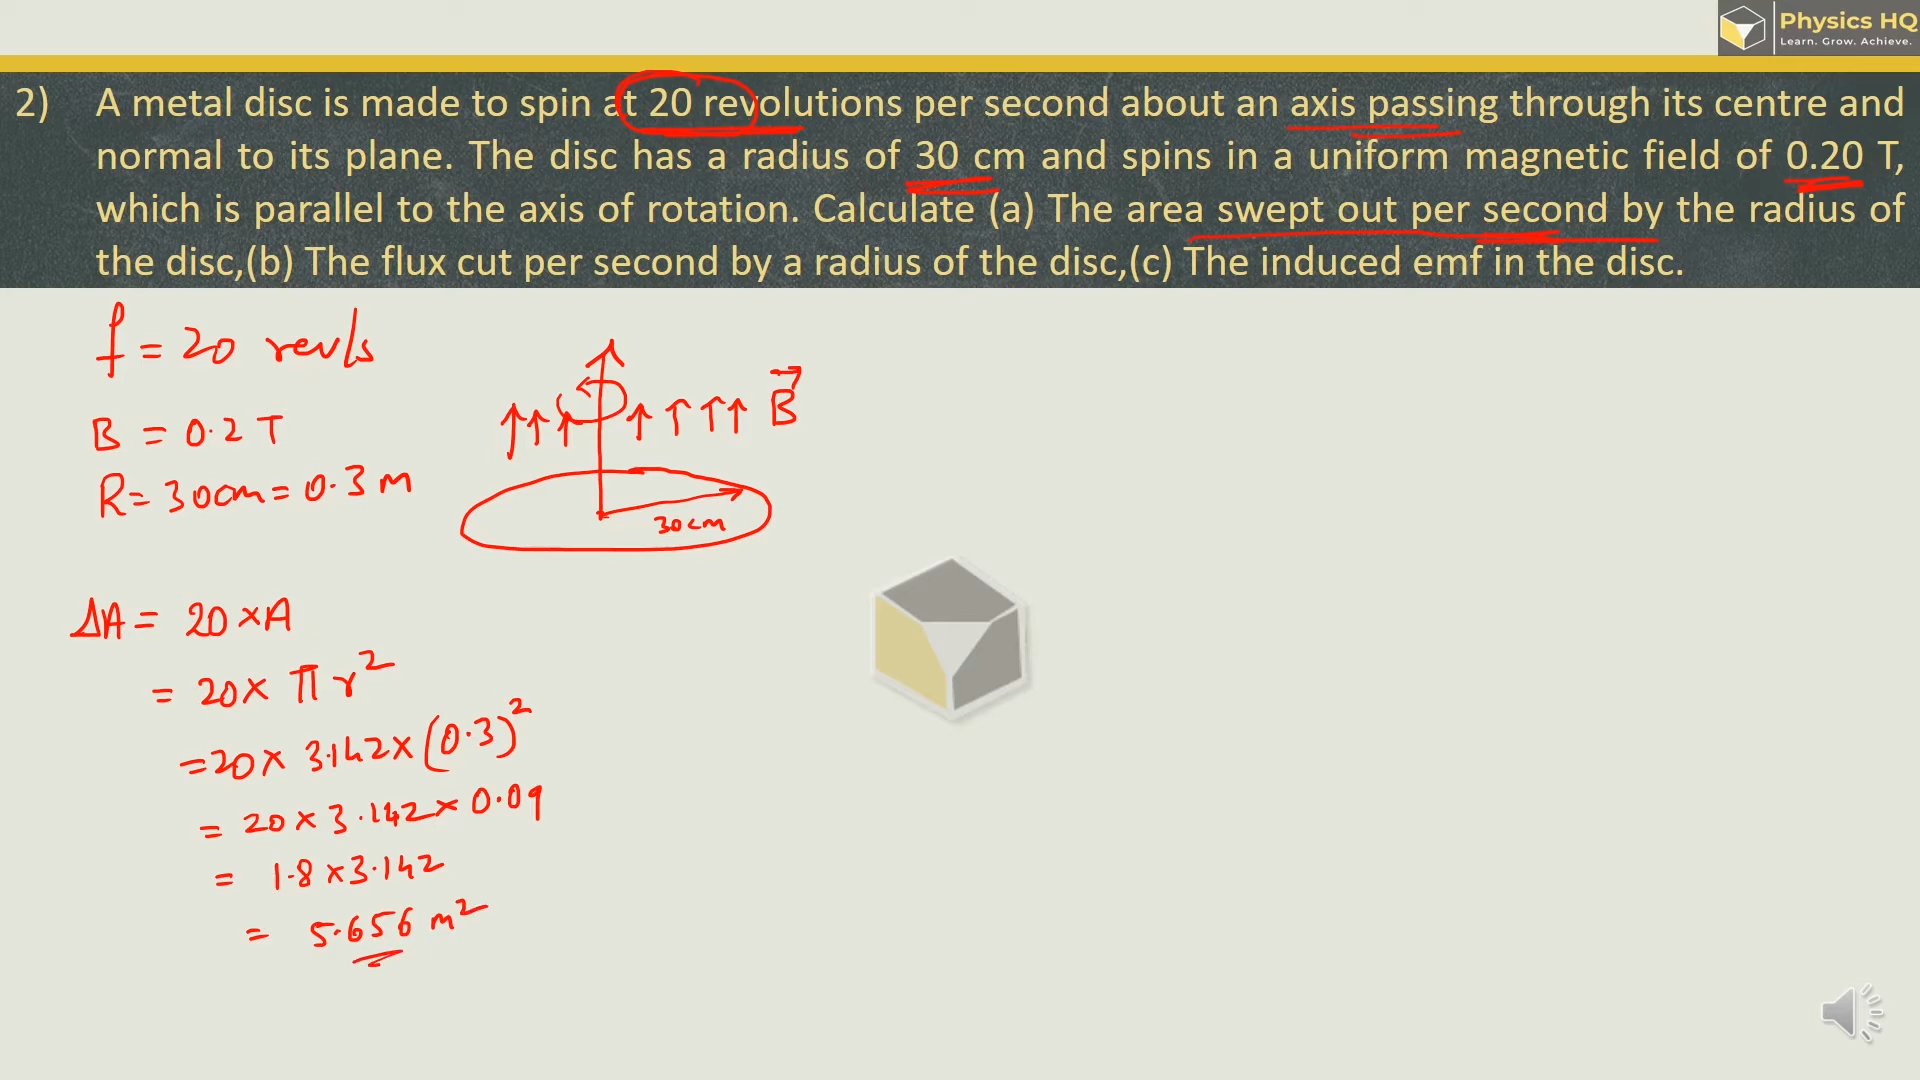 Physics HQ
Learn. Grow. Achieve.
2) A metal disc is made to spin at 20 revolutions per second about an axis passing through its centre and
normal to its plane. The disc has a radius of 30 cm and spins in a uniform magnetic field of 0.20 T,
which is parallel to the axis of rotation. Calculate (a) The area swept out per second by the radius of
the disc,(b) The flux cut per second by a radius of the disc,(c) The induced emf in the disc.
f = 20 rev/s
B = 0.2 T
R = 30cm = 0.3 m
B⃗
30cm
ΔA = 20 × A
= 20 × π r²
= 20 × 3.142 × (0.3)²
= 20 × 3.142 × 0.09
= 1.8 × 3.142
= 5.656 m²